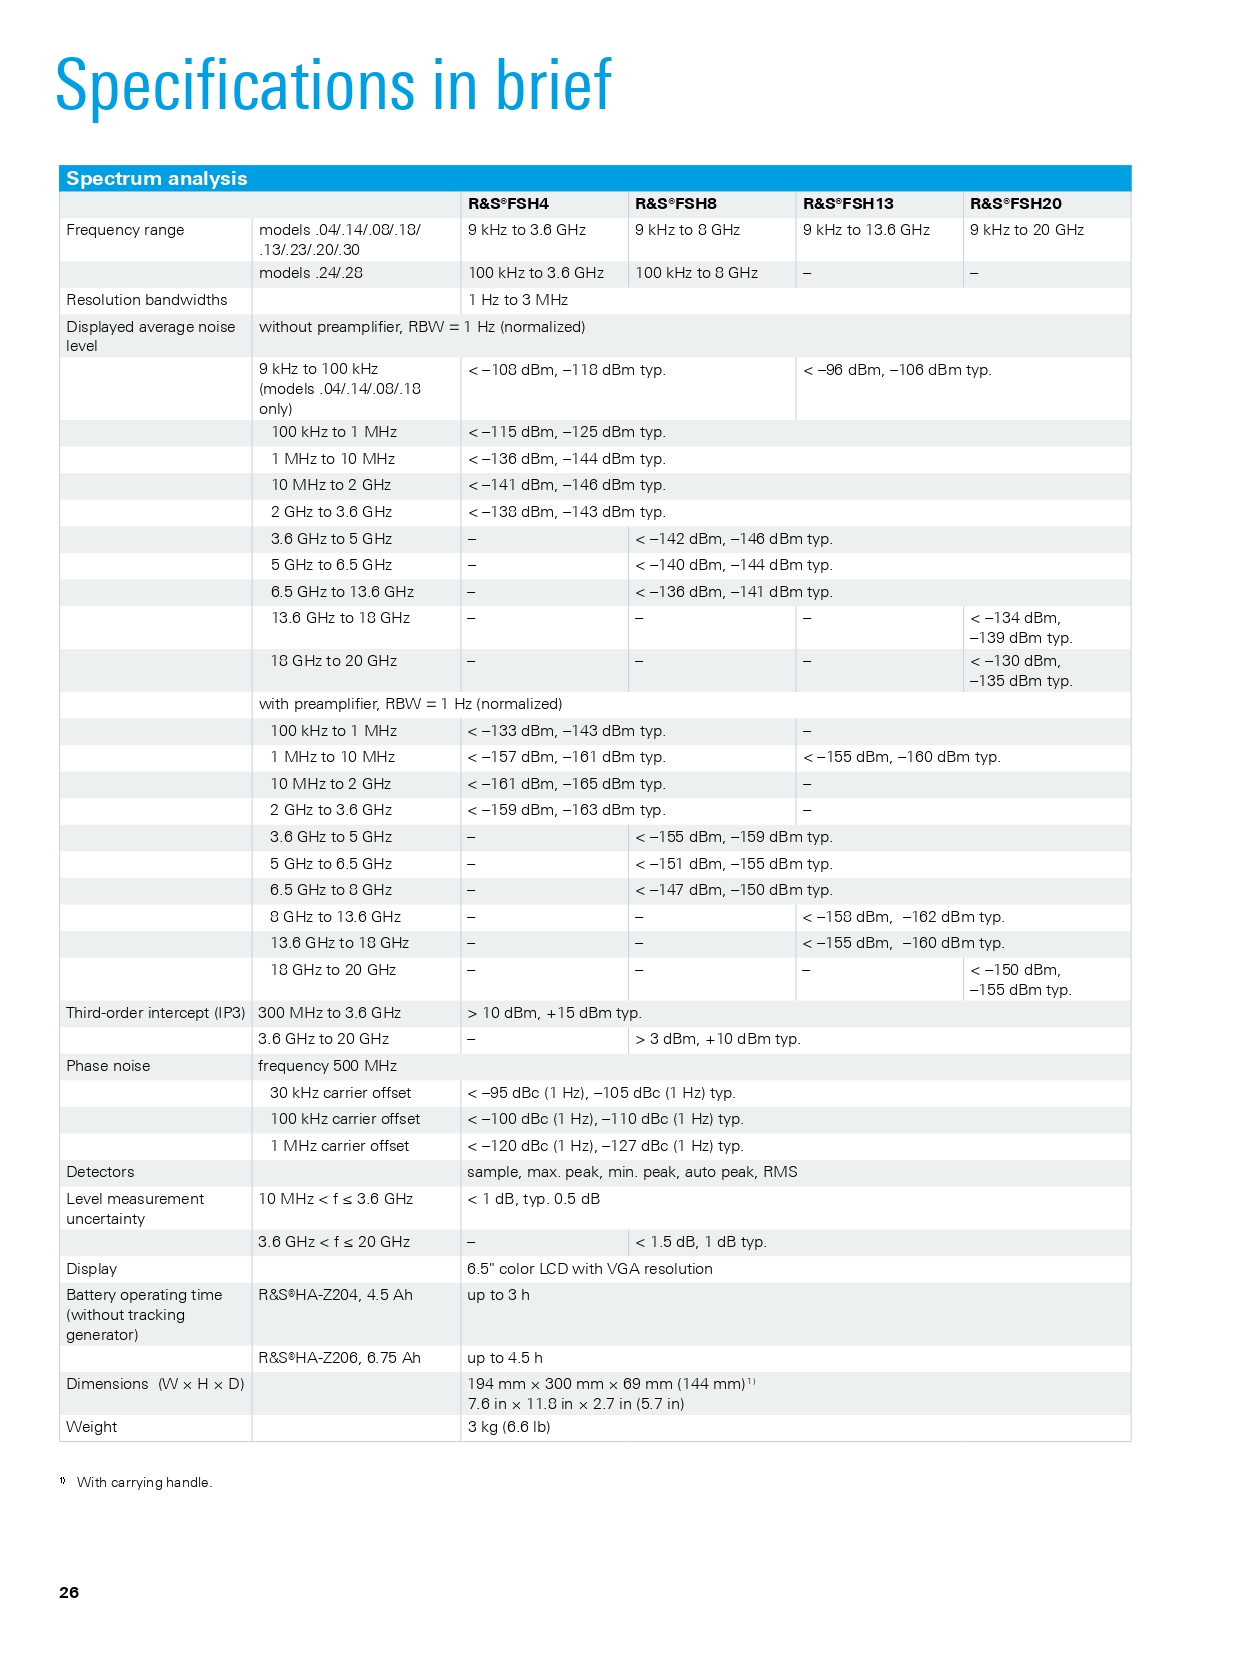 Specifications in brief
Spectrum analysis
R&S®FSH4 R&S®FSH8 R&S®FSH13 R&S®FSH20
Frequency range models .04/.14/.08/.18/ 9 kHz to 3.6 GHz 9 kHz to 8 GHz 9 kHz to 13.6 GHz 9 kHz to 20 GHz
.13/.23/.20/.30
models .24/.28 100 kHz to 3.6 GHz 100 kHz to 8 GHz – –
Resolution bandwidths 1 Hz to 3 MHz
Displayed average noise without preamplifier, RBW = 1 Hz (normalized)
level
9 kHz to 100 kHz < –108 dBm, –118 dBm typ. < –96 dBm, –106 dBm typ.
(models .04/.14/.08/.18
only)
100 kHz to 1 MHz < –115 dBm, –125 dBm typ.
1 MHz to 10 MHz < –136 dBm, –144 dBm typ.
10 MHz to 2 GHz < –141 dBm, –146 dBm typ.
2 GHz to 3.6 GHz < –138 dBm, –143 dBm typ.
3.6 GHz to 5 GHz – < –142 dBm, –146 dBm typ.
5 GHz to 6.5 GHz – < –140 dBm, –144 dBm typ.
6.5 GHz to 13.6 GHz – < –136 dBm, –141 dBm typ.
13.6 GHz to 18 GHz – – – < –134 dBm,
–139 dBm typ.
18 GHz to 20 GHz – – – < –130 dBm,
–135 dBm typ.
with preamplifier, RBW = 1 Hz (normalized)
100 kHz to 1 MHz < –133 dBm, –143 dBm typ. –
1 MHz to 10 MHz < –157 dBm, –161 dBm typ. < –155 dBm, –160 dBm typ.
10 MHz to 2 GHz < –161 dBm, –165 dBm typ. –
2 GHz to 3.6 GHz < –159 dBm, –163 dBm typ. –
3.6 GHz to 5 GHz – < –155 dBm, –159 dBm typ.
5 GHz to 6.5 GHz – < –151 dBm, –155 dBm typ.
6.5 GHz to 8 GHz – < –147 dBm, –150 dBm typ.
8 GHz to 13.6 GHz – – < –158 dBm, –162 dBm typ.
13.6 GHz to 18 GHz – – < –155 dBm, –160 dBm typ.
18 GHz to 20 GHz – – – < –150 dBm,
–155 dBm typ.
Third-order intercept (IP3) 300 MHz to 3.6 GHz > 10 dBm, +15 dBm typ.
3.6 GHz to 20 GHz – > 3 dBm, +10 dBm typ.
Phase noise frequency 500 MHz
30 kHz carrier offset < –95 dBc (1 Hz), –105 dBc (1 Hz) typ.
100 kHz carrier offset < –100 dBc (1 Hz), –110 dBc (1 Hz) typ.
1 MHz carrier offset < –120 dBc (1 Hz), –127 dBc (1 Hz) typ.
Detectors sample, max. peak, min. peak, auto peak, RMS
Level measurement 10 MHz < f ≤ 3.6 GHz < 1 dB, typ. 0.5 dB
uncertainty
3.6 GHz < f ≤ 20 GHz – < 1.5 dB, 1 dB typ.
Display 6.5" color LCD with VGA resolution
Battery operating time R&S®HA-Z204, 4.5 Ah up to 3 h
(without tracking
generator)
R&S®HA-Z206, 6.75 Ah up to 4.5 h
Dimensions (W × H × D) 194 mm × 300 mm × 69 mm (144 mm) 1)
7.6 in × 11.8 in × 2.7 in (5.7 in)
Weight 3 kg (6.6 lb)
1) With carrying handle.
26